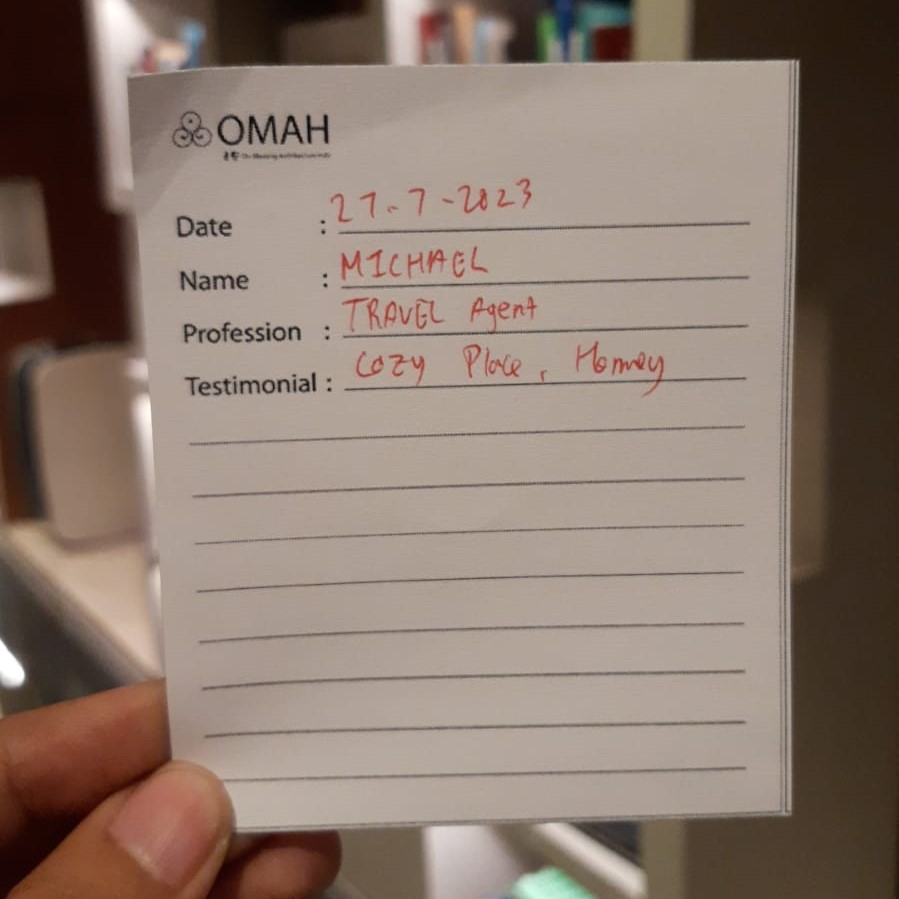 OMAH
Date : 27-7-2023
Name : MICHAEL
Profession : TRAVEL Agent
Testimonial : Cozy Place, Homey